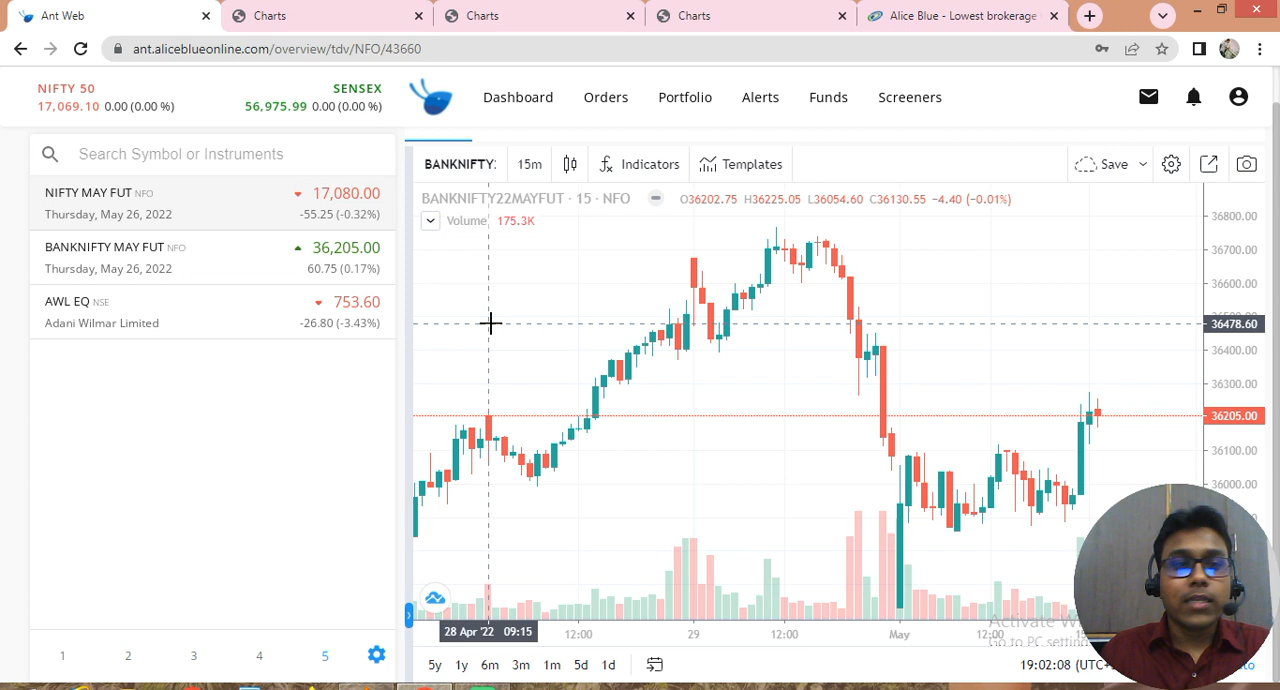 Ant Web
Charts
Charts
Charts
Alice Blue - Lowest brokerage
ant.aliceblueonline.com/overview/tdv/NFO/43660
NIFTY 50
17,069.10 0.00 (0.00 %)
SENSEX
56,975.99 0.00 (0.00 %)
Dashboard
Orders
Portfolio
Alerts
Funds
Screeners
Search Symbol or Instruments
NIFTY MAY FUT NFO
17,080.00
Thursday, May 26, 2022
-55.25 (-0.32%)
BANKNIFTY MAY FUT NFO
36,205.00
Thursday, May 26, 2022
60.75 (0.17%)
AWL EQ NSE
753.60
Adani Wilmar Limited
-26.80 (-3.43%)
1 2 3 4 5
BANKNIFTY:
15m
Indicators
Templates
Save
BANKNIFTY22MAYFUT · 15 · NFO
O36202.75 H36225.05 L36054.60 C36130.55 −4.40 (−0.01%)
Volume 175.3K
36800.00
36700.00
36600.00
36478.60
36400.00
36300.00
36205.00
36100.00
36000.00
28 Apr '22 09:15
12:00
29
12:00
May
12:00
Activate W
Go to PC settin
5y 1y 6m 3m 1m 5d 1d
19:02:08 (UTC+